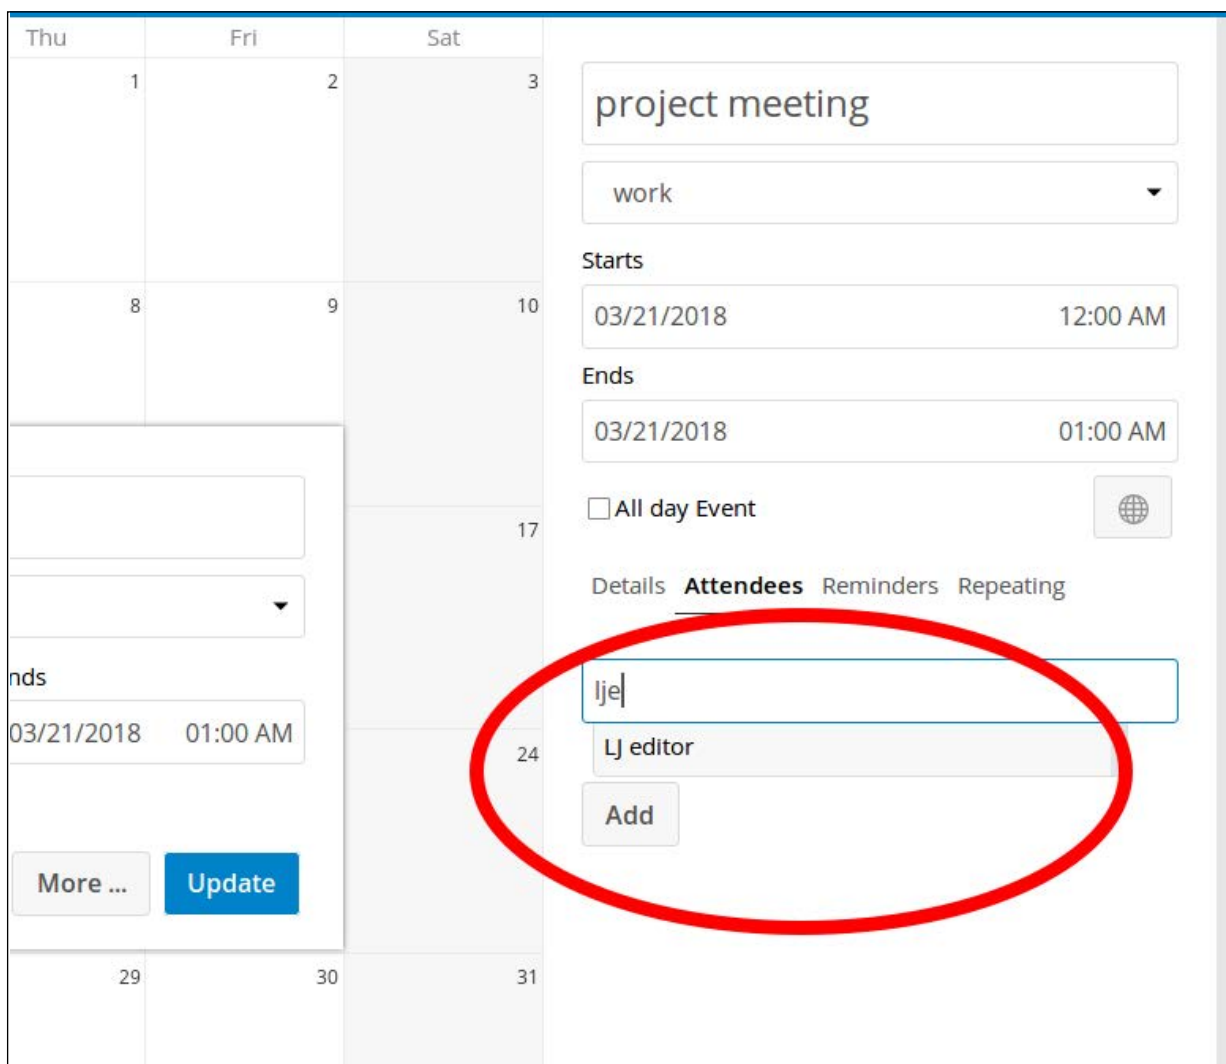 Thu Fri Sat
1 2 3
8 9 10
17
24
29 30 31
nds
03/21/2018 01:00 AM
More ... Update
project meeting
work
Starts
03/21/2018 12:00 AM
Ends
03/21/2018 01:00 AM
All day Event
Details Attendees Reminders Repeating
lje
LJ editor
Add